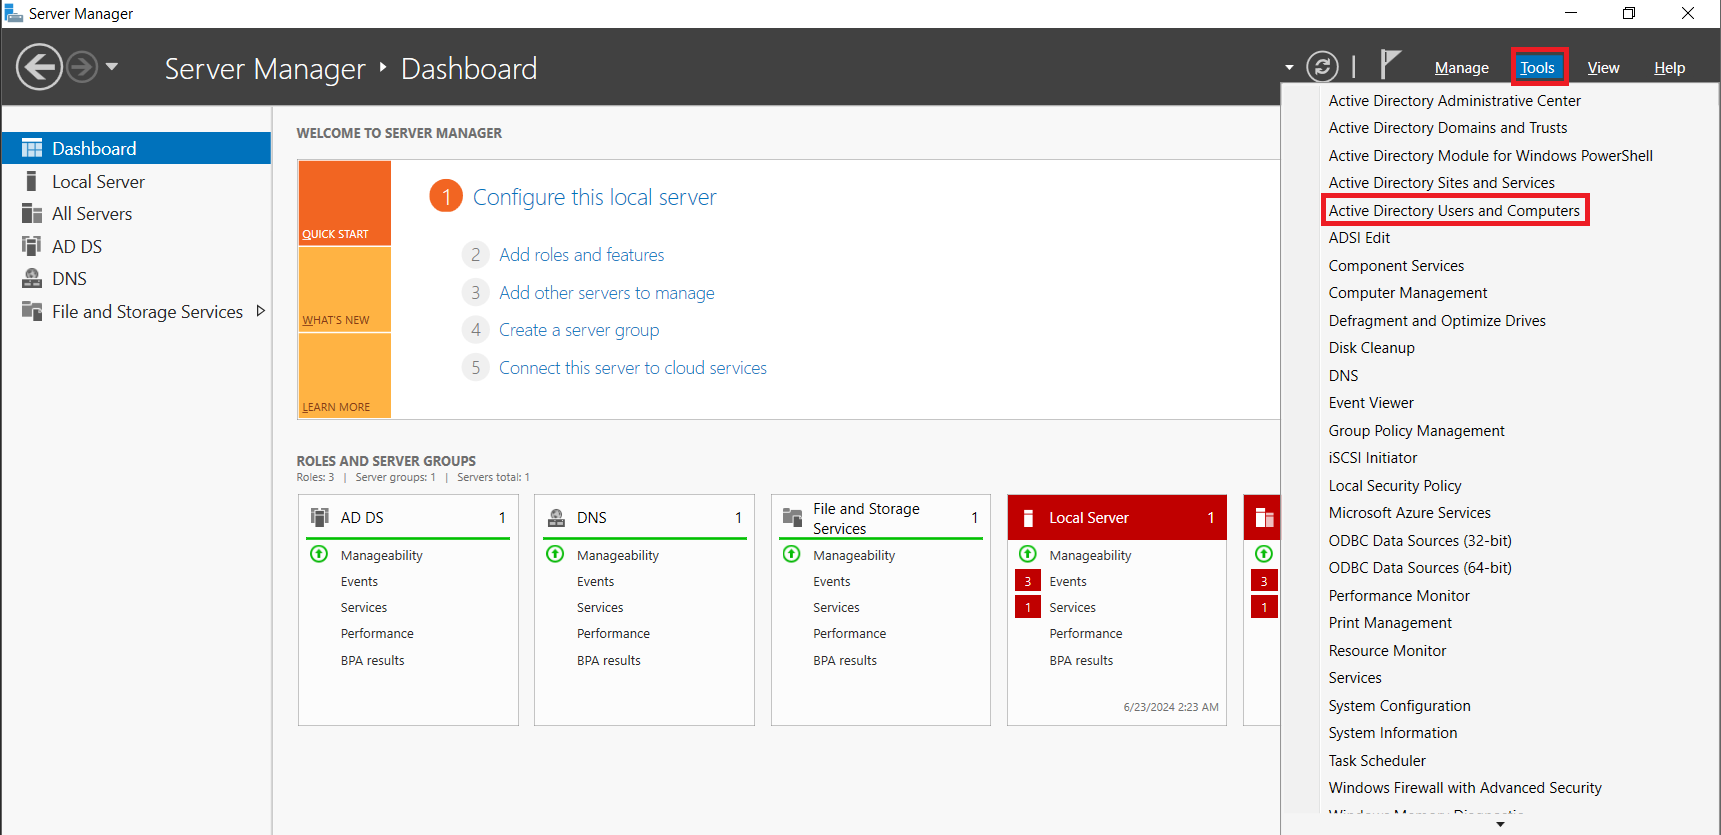 Server Manager
Server Manager ‣ Dashboard
Manage
Tools
View
Help
Dashboard
Local Server
All Servers
AD DS
DNS
File and Storage Services
WELCOME TO SERVER MANAGER
QUICK START
WHAT'S NEW
LEARN MORE
1 Configure this local server
2 Add roles and features
3 Add other servers to manage
4 Create a server group
5 Connect this server to cloud services
ROLES AND SERVER GROUPS
Roles: 3 | Server groups: 1 | Servers total: 1
AD DS 1
Manageability
Events
Services
Performance
BPA results
DNS 1
Manageability
Events
Services
Performance
BPA results
File and Storage
Services 1
Manageability
Events
Services
Performance
BPA results
Local Server 1
Manageability
3 Events
1 Services
Performance
BPA results
6/23/2024 2:23 AM
3
1
Active Directory Administrative Center
Active Directory Domains and Trusts
Active Directory Module for Windows PowerShell
Active Directory Sites and Services
Active Directory Users and Computers
ADSI Edit
Component Services
Computer Management
Defragment and Optimize Drives
Disk Cleanup
DNS
Event Viewer
Group Policy Management
iSCSI Initiator
Local Security Policy
Microsoft Azure Services
ODBC Data Sources (32-bit)
ODBC Data Sources (64-bit)
Performance Monitor
Print Management
Resource Monitor
Services
System Configuration
System Information
Task Scheduler
Windows Firewall with Advanced Security
Windows Memory Diagnostic